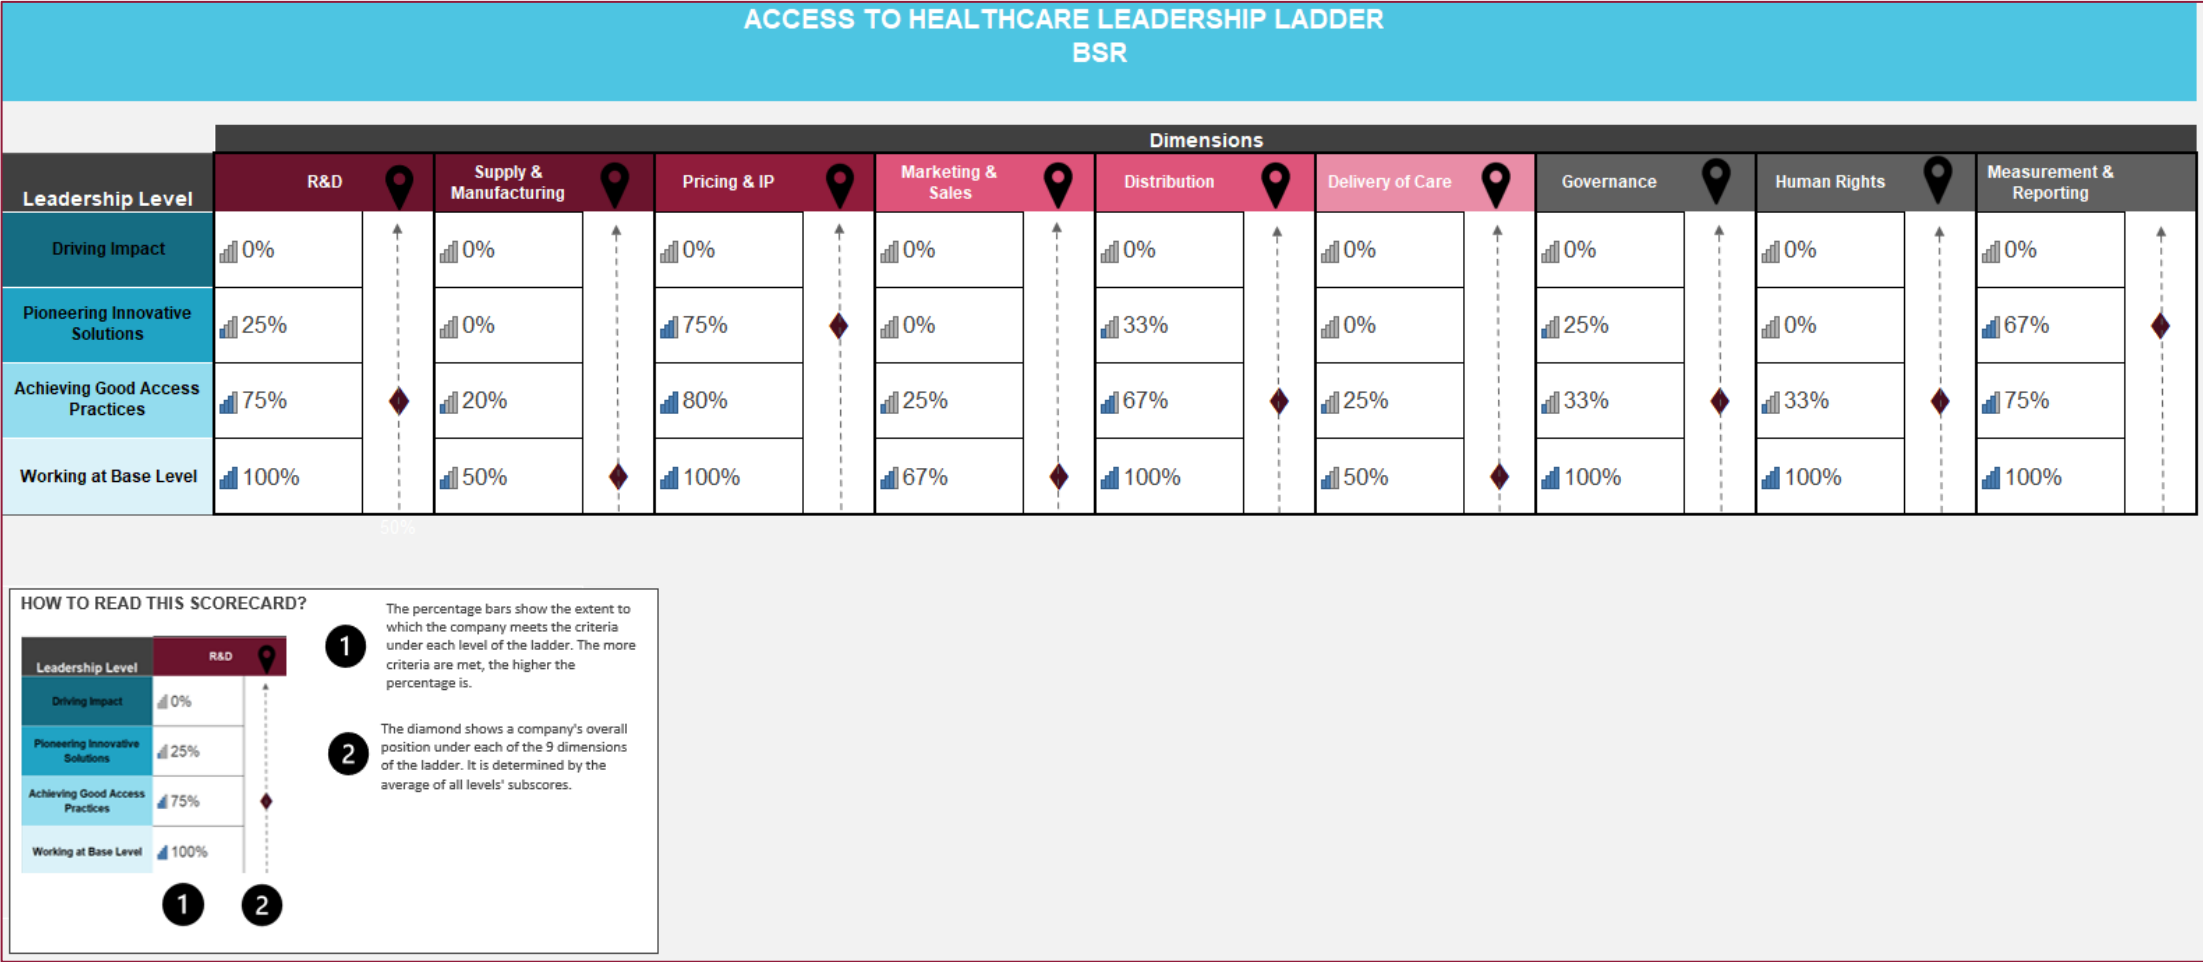 ACCESS TO HEALTHCARE LEADERSHIP LADDER
BSR
Dimensions
Leadership Level
R&D
Supply &
Manufacturing
Pricing & IP
Marketing &
Sales
Distribution
Delivery of Care
Governance
Human Rights
Measurement &
Reporting
Driving Impact
0%
0%
0%
0%
0%
0%
0%
0%
0%
Pioneering Innovative
Solutions
25%
0%
75%
0%
33%
0%
25%
0%
67%
Achieving Good Access
Practices
75%
20%
80%
25%
67%
25%
33%
33%
75%
Working at Base Level
100%
50%
100%
67%
100%
50%
100%
100%
100%
50%
HOW TO READ THIS SCORECARD?
Leadership Level
R&D
Driving Impact
0%
Pioneering Innovative
Solutions
25%
Achieving Good Access
Practices
75%
Working at Base Level
100%
1
2
1
The percentage bars show the extent to
which the company meets the criteria
under each level of the ladder. The more
criteria are met, the higher the
percentage is.
2
The diamond shows a company's overall
position under each of the 9 dimensions
of the ladder. It is determined by the
average of all levels' subscores.